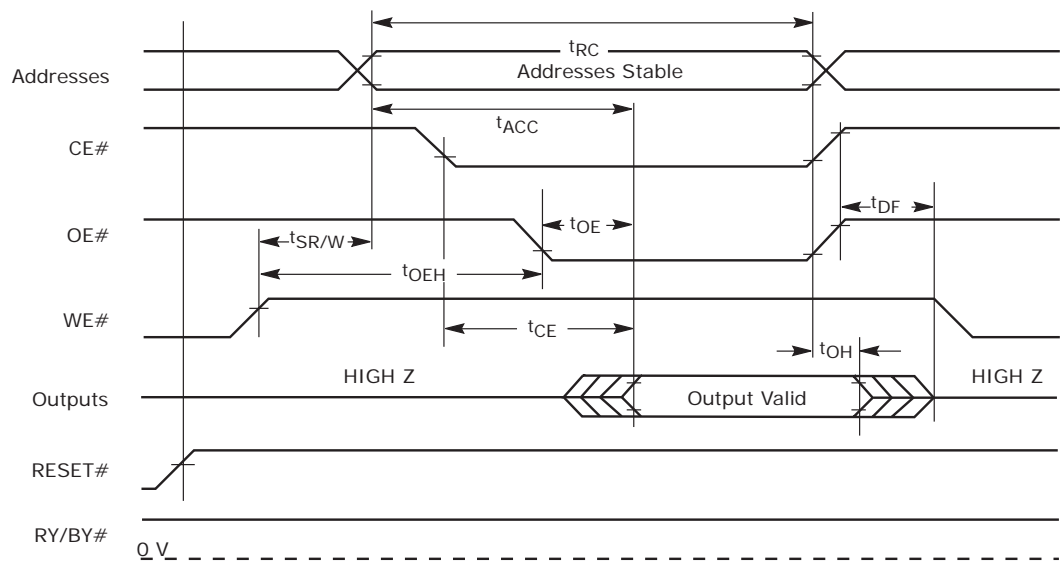 tRC
Addresses
Addresses Stable
tACC
CE#
tDF
tOE
OE#
tSR/W
tOEH
WE#
tCE
tOH
HIGH Z
HIGH Z
Outputs
Output Valid
RESET#
RY/BY#
0 V